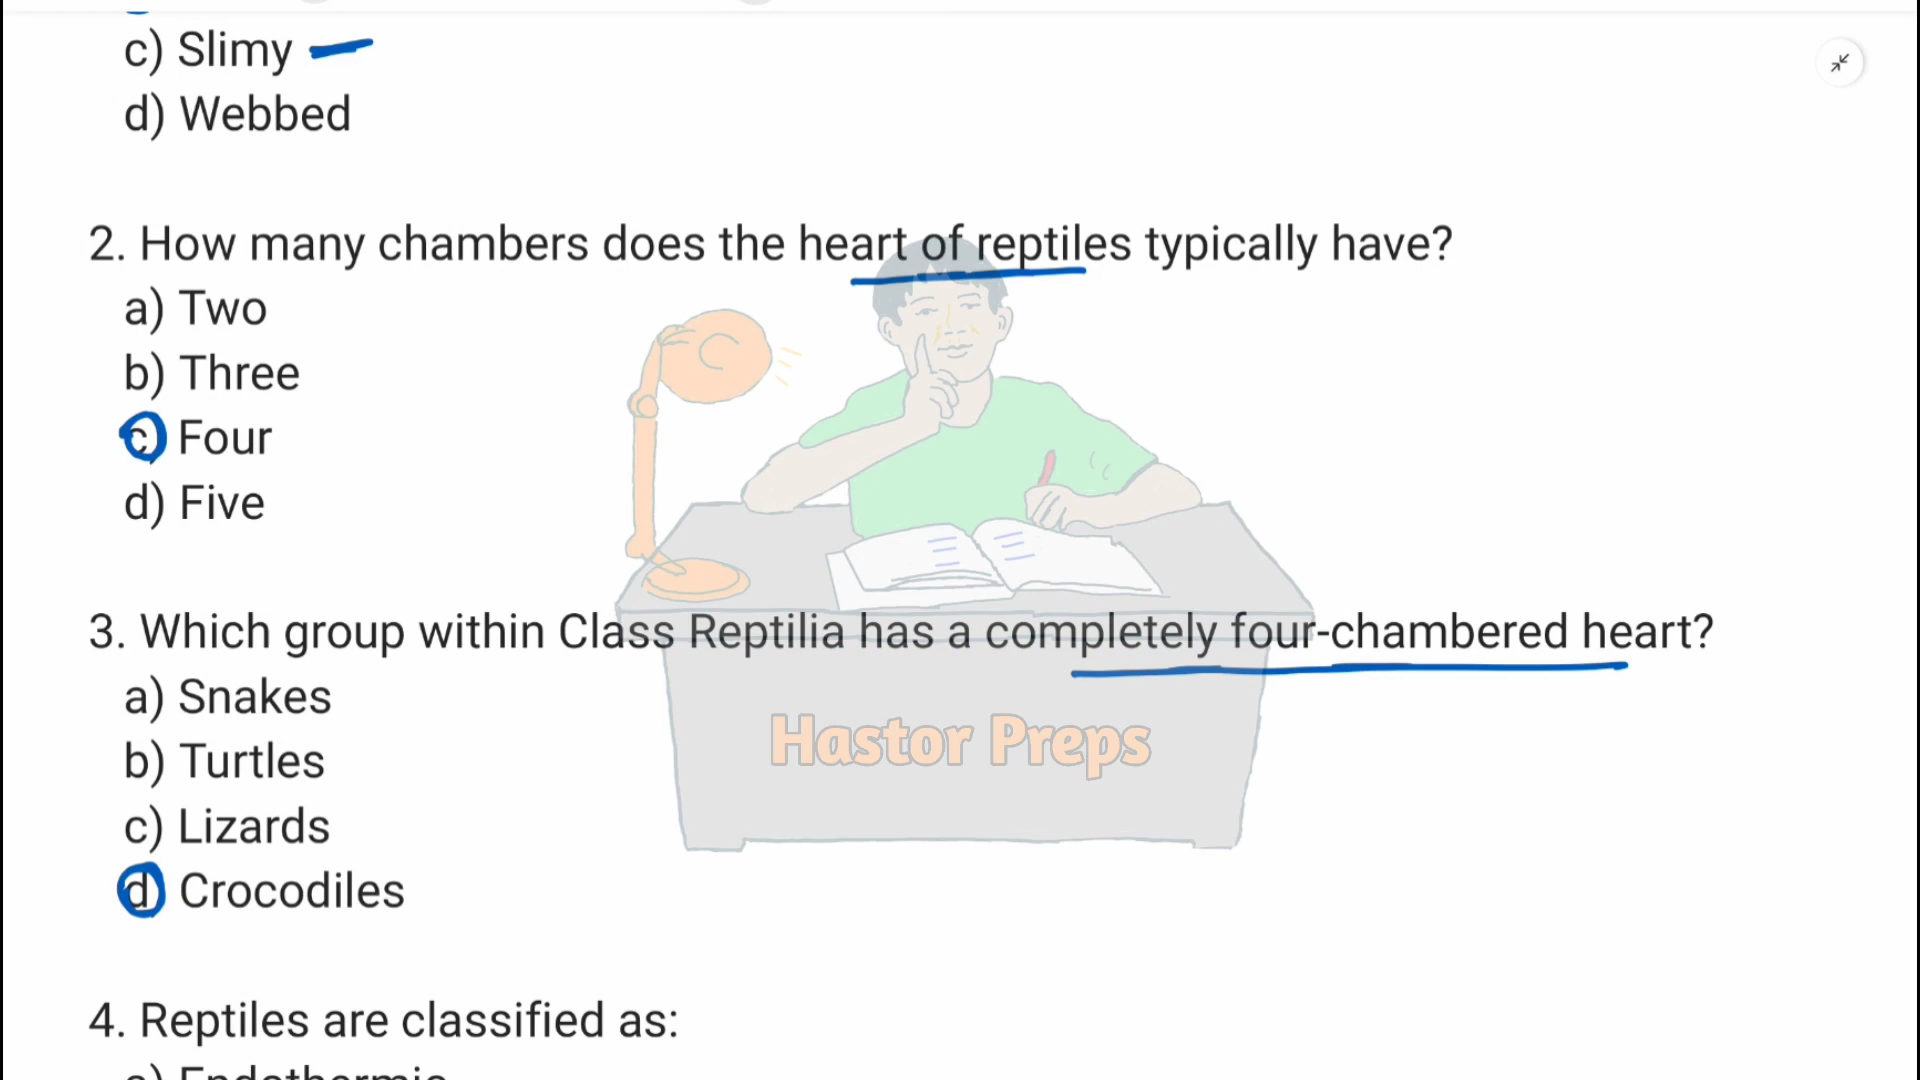 c) Slimy
d) Webbed
2. How many chambers does the heart of reptiles typically have?
a) Two
b) Three
c) Four
d) Five
3. Which group within Class Reptilia has a completely four-chambered heart?
a) Snakes
b) Turtles
Hastor Preps
c) Lizards
d) Crocodiles
4. Reptiles are classified as: